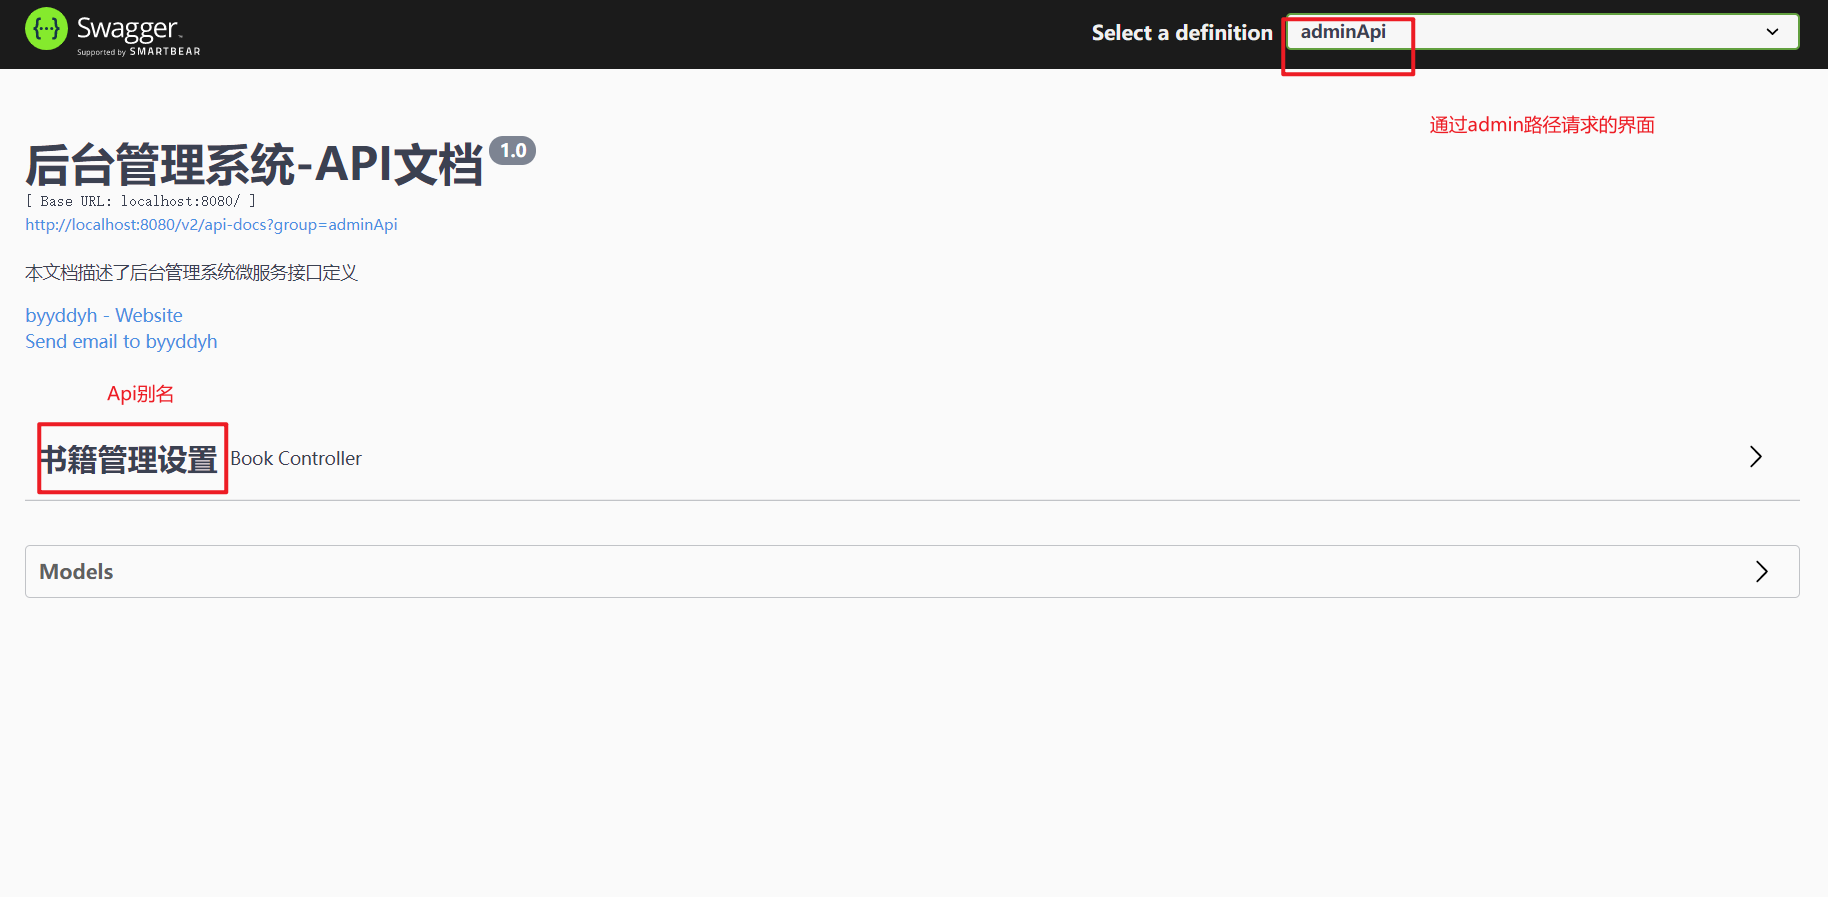 Swagger
Supported by SMARTBEAR
Select a definition
adminApi
通过admin路径请求的界面
后台管理系统-API文档 1.0
[ Base URL: localhost:8080/ ]
http://localhost:8080/v2/api-docs?group=adminApi
本文档描述了后台管理系统微服务接口定义
byyddyh - Website
Send email to byyddyh
Api别名
书籍管理设置 Book Controller
Models